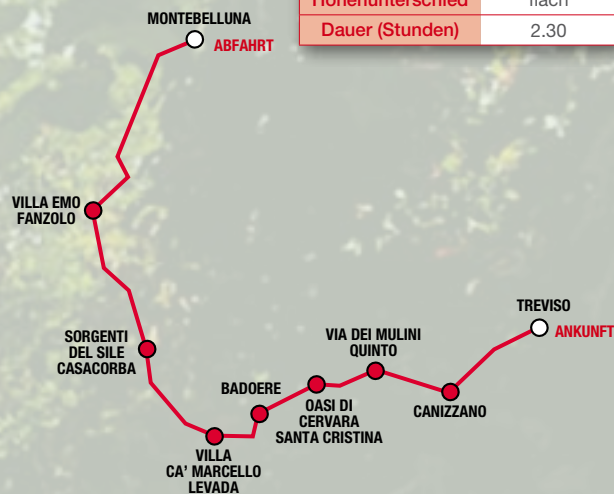 Höhenunterschied flach
Dauer (Stunden) 2.30
MONTEBELLUNA
ABFAHRT
VILLA EMO
FANZOLO
SORGENTI
DEL SILE
CASACORBA
VILLA
CA’ MARCELLO
LEVADA
BADOERE
OASI DI
CERVARA
SANTA CRISTINA
VIA DEI MULINI
QUINTO
CANIZZANO
TREVISO
ANKUNFT